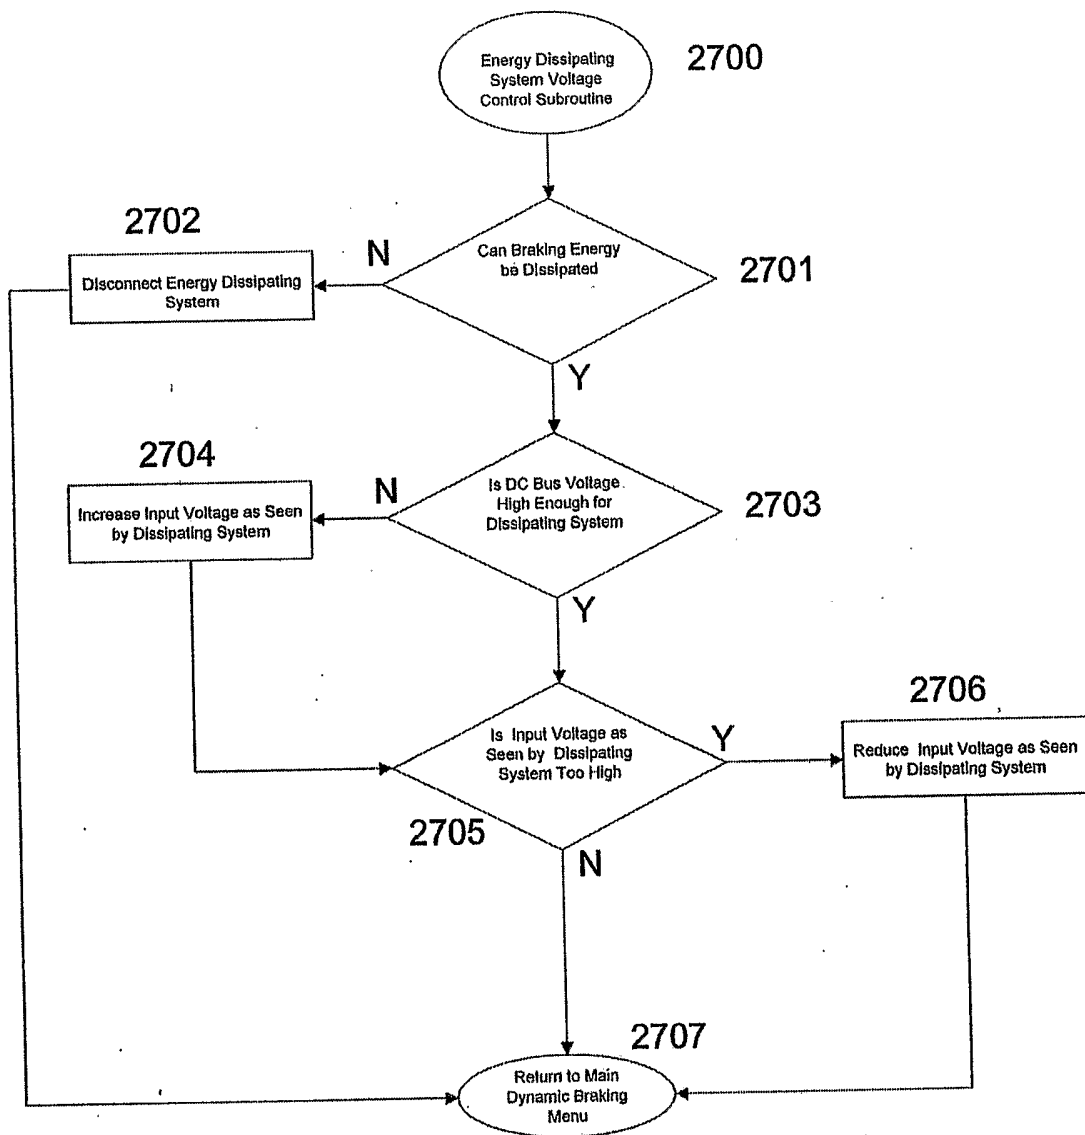 Energy Dissipating
System Voltage
Control Subroutine
2700
2702
N
Can Braking Energy
be Dissipated
2701
Disconnect Energy Dissipating
System
Y
2704
N
Is DC Bus Voltage
High Enough for
Dissipating System
2703
Increase Input Voltage as Seen
by Dissipating System
Y
2706
Is Input Voltage as
Seen by Dissipating
System Too High
Y
Reduce Input Voltage as Seen
by Dissipating System
2705
N
2707
Return to Main
Dynamic Braking
Menu